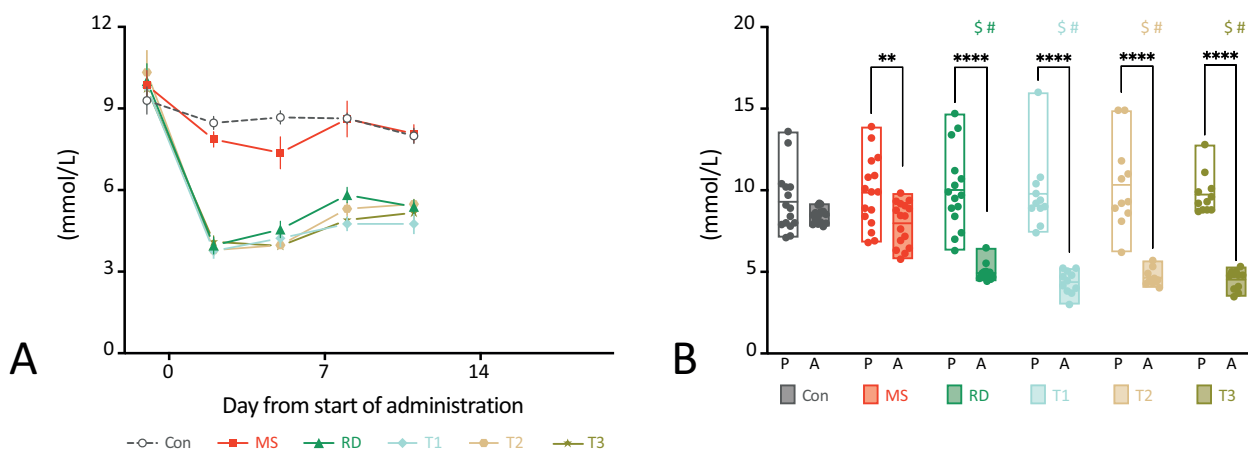 12
9
6
3
0
(mmol/L)
0 7 14
Day from start of administration
A
Con MS RD T1 T2 T3
20
15
10
5
0
(mmol/L)
$ # $ # $ # $ #
** **** **** **** ****
P A P A P A P A P A P A
Con MS RD T1 T2 T3
B